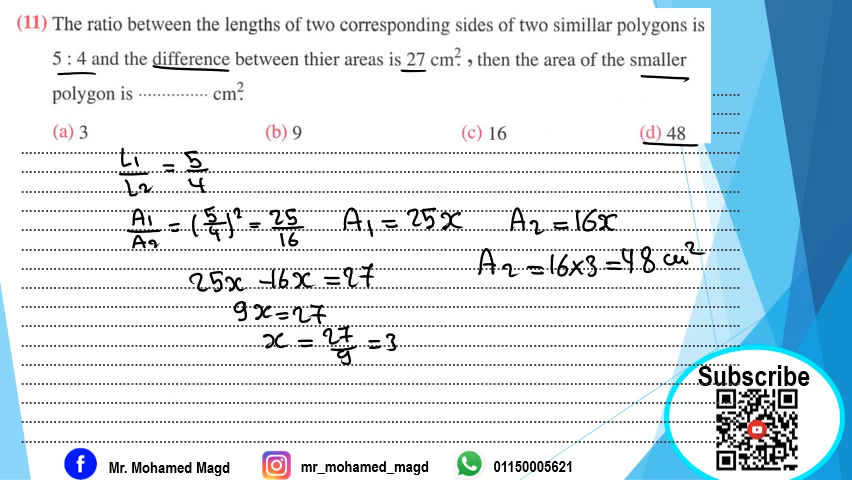 (11) The ratio between the lengths of two corresponding sides of two simillar polygons is
5 : 4 and the difference between thier areas is 27 cm². , then the area of the smaller
polygon is ............... cm².
(a) 3 (b) 9 (c) 16 (d) 48
L₁/L₂ = 5/4
A₁/A₂ = (5/4)² = 25/16 A₁ = 25x A₂ = 16x
25x - 16x = 27 A₂ = 16×3 = 48 cm²
9x = 27
x = 27/9 = 3
Subscribe
Mr. Mohamed Magd mr_mohamed_magd 01150005621